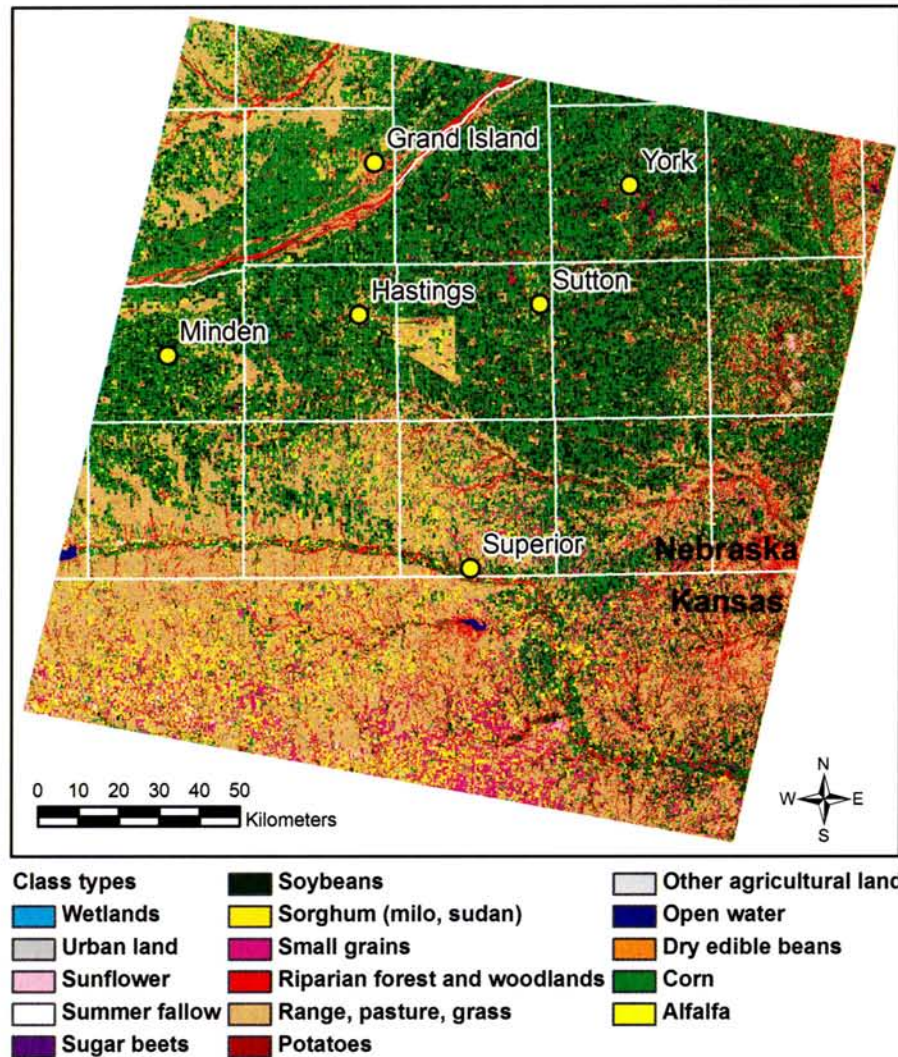 Grand Island
York
Hastings
Sutton
Minden
Superior
Nebraska
Kansas
0 10 20 30 40 50
Kilometers
N
W E
S
Class types
Wetlands
Urban land
Sunflower
Summer fallow
Sugar beets
Soybeans
Sorghum (milo, sudan)
Small grains
Riparian forest and woodlands
Range, pasture, grass
Potatoes
Other agricultural land
Open water
Dry edible beans
Corn
Alfalfa